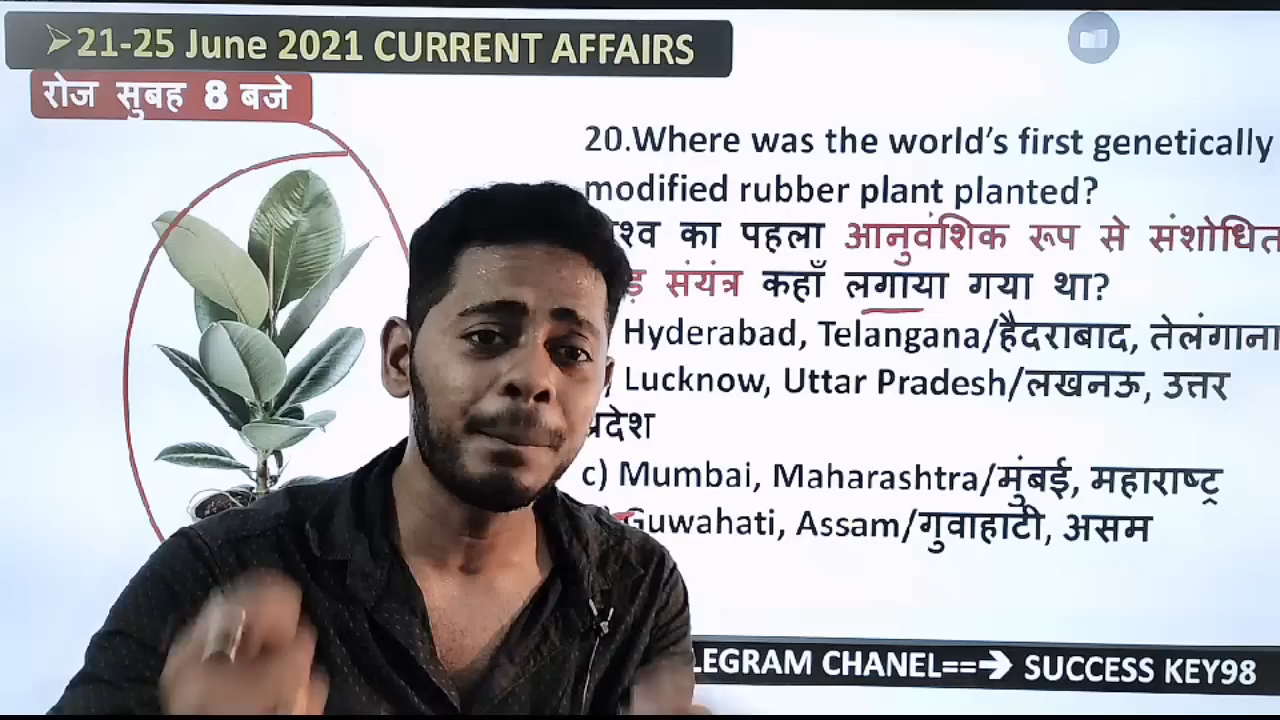 ➢21-25 June 2021 CURRENT AFFAIRS
रोज सुबह 8 बजे
20.Where was the world's first genetically
modified rubber plant planted?
का पहला आनुवंशिक रूप से संशोधित
संयंत्र कहाँ लगाया गया था?
Hyderabad, Telangana/हैदराबाद, तेलंगाना
Lucknow, Uttar Pradesh/लखनऊ, उत्तर
प्रदेश
c) Mumbai, Maharashtra/मुंबई, महाराष्ट्र
Guwahati, Assam/गुवाहाटी, असम
CHANEL==➔ SUCCESS KEY98